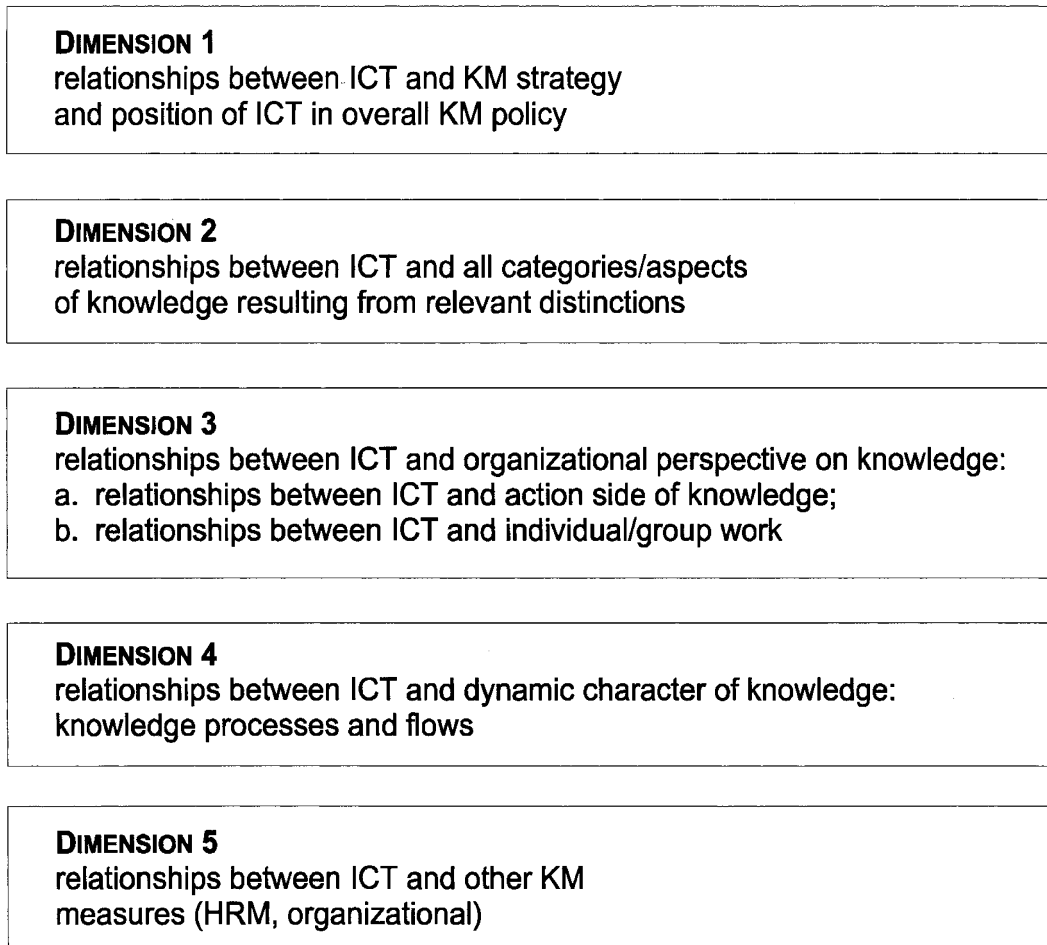 DIMENSION 1
relationships between ICT and KM strategy
and position of ICT in overall KM policy
DIMENSION 2
relationships between ICT and all categories/aspects
of knowledge resulting from relevant distinctions
DIMENSION 3
relationships between ICT and organizational perspective on knowledge:
a. relationships between ICT and action side of knowledge;
b. relationships between ICT and individual/group work
DIMENSION 4
relationships between ICT and dynamic character of knowledge:
knowledge processes and flows
DIMENSION 5
relationships between ICT and other KM
measures (HRM, organizational)